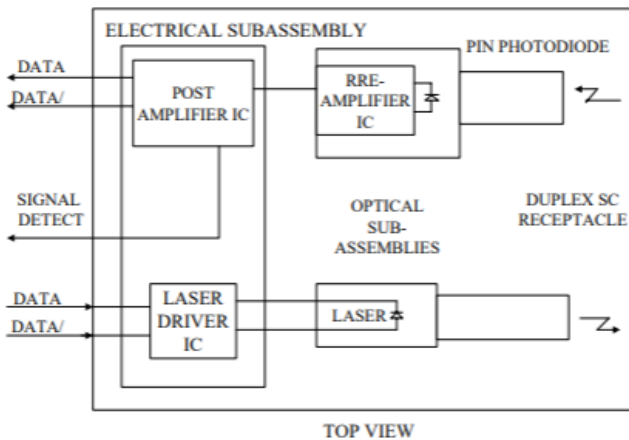 ELECTRICAL SUBASSEMBLY
PIN PHOTODIODE
DATA
DATA/
POST
AMPLIFIER IC
RRE-
AMPLIFIER
IC
SIGNAL
DETECT
OPTICAL
SUB-
ASSEMBLIES
DUPLEX SC
RECEPTACLE
DATA
DATA/
LASER
DRIVER
IC
LASER
TOP VIEW